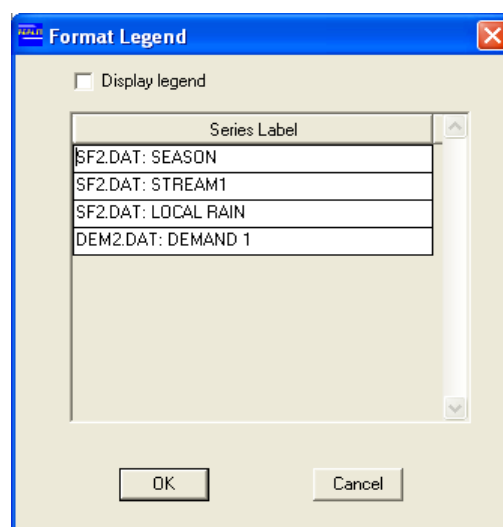 Format Legend
Display legend
Series Label
SF2.DAT: SEASON
SF2.DAT: STREAM1
SF2.DAT: LOCAL RAIN
DEM2.DAT: DEMAND 1
OK
Cancel